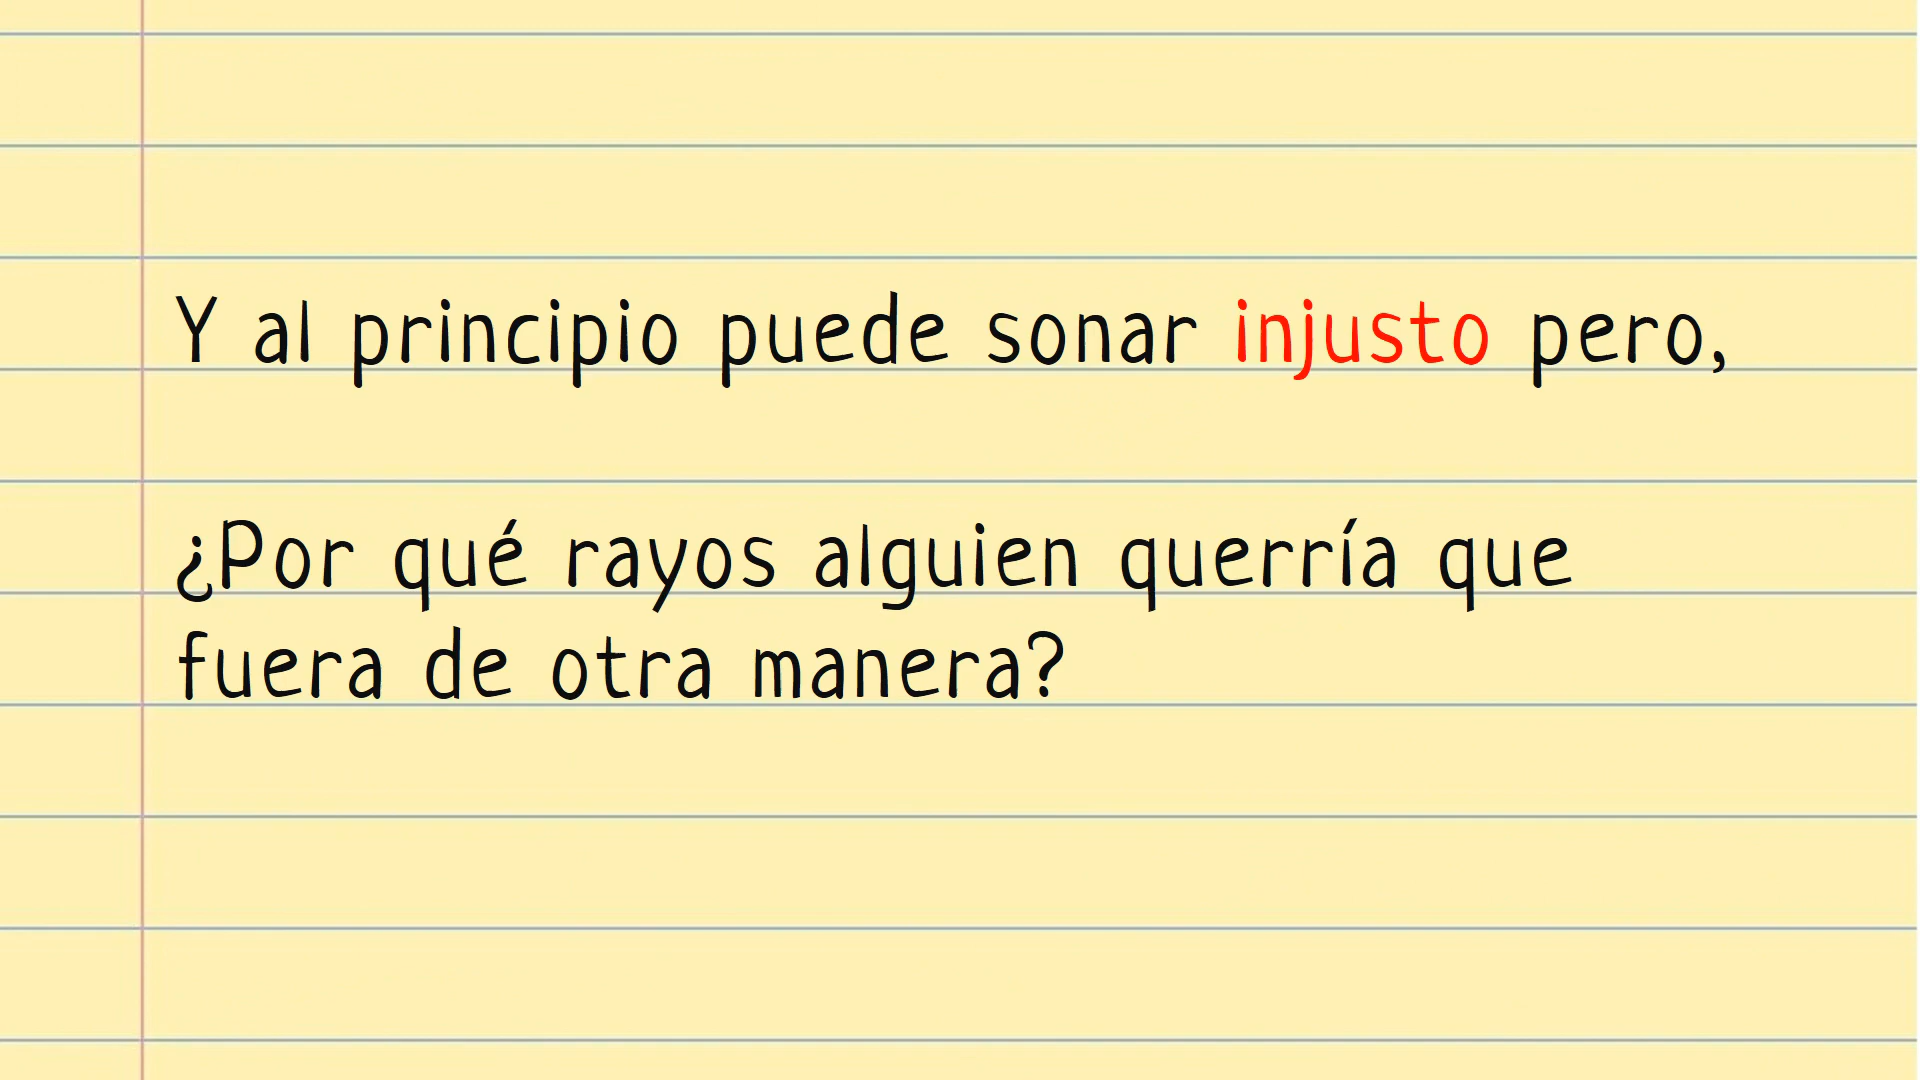 Y al principio puede sonar injusto pero,
¿Por qué rayos alguien querría que
fuera de otra manera?